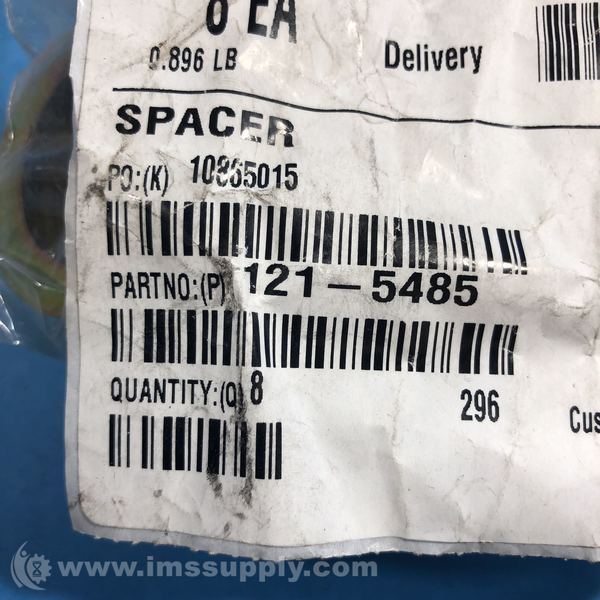 8 EA
0.896 LB Delivery
SPACER
PO:(K) 10865015
PARTNO:(P) 121-5485
QUANTITY:(Q) 8 296 Cus
www.imssupply.com